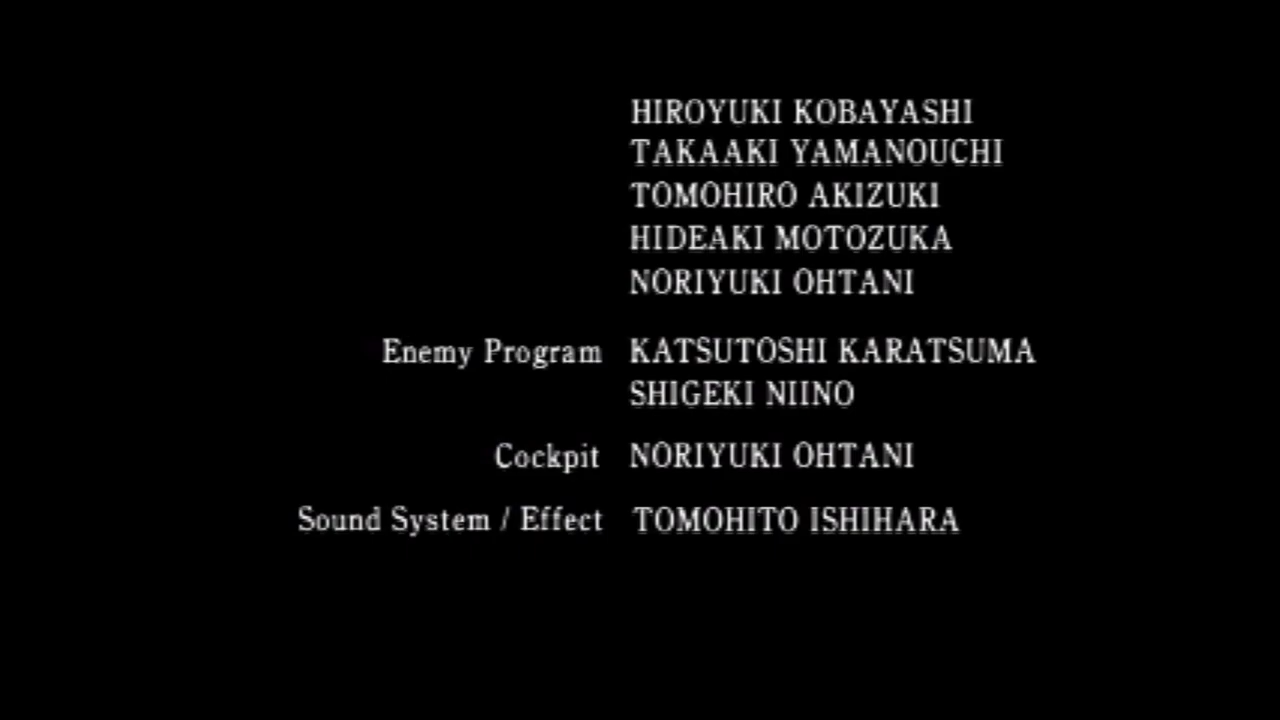 HIROYUKI KOBAYASHI
TAKAAKI YAMANOUCHI
TOMOHIRO AKIZUKI
HIDEAKI MOTOZUKA
NORIYUKI OHTANI
Enemy Program KATSUTOSHI KARATSUMA
SHIGEKI NIINO
Cockpit NORIYUKI OHTANI
Sound System / Effect TOMOHITO ISHIHARA